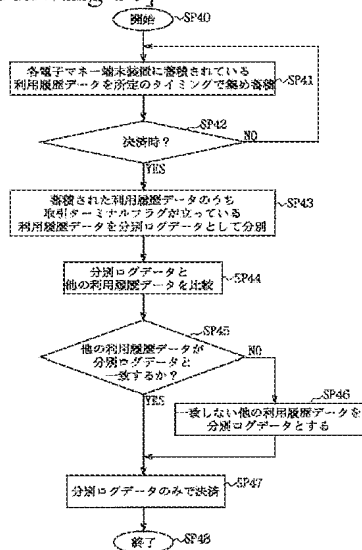 開始
SP40
各電子マネー端末装置に蓄積されている
利用履歴データを所定のタイミングで集め蓄積
SP41
SP42
決済時?
NO
YES
蓄積された利用履歴データのうち
取引ターミナルフラグが立っている
利用履歴データを分別ログデータとして分別
SP43
分別ログデータと
他の利用履歴データを比較
SP44
SP45
他の利用履歴データが
分別ログデータと
一致するか?
NO
YES
SP46
一致しない他の利用履歴データを
分別ログデータとする
分別ログデータのみで決済
SP47
終了
SP48